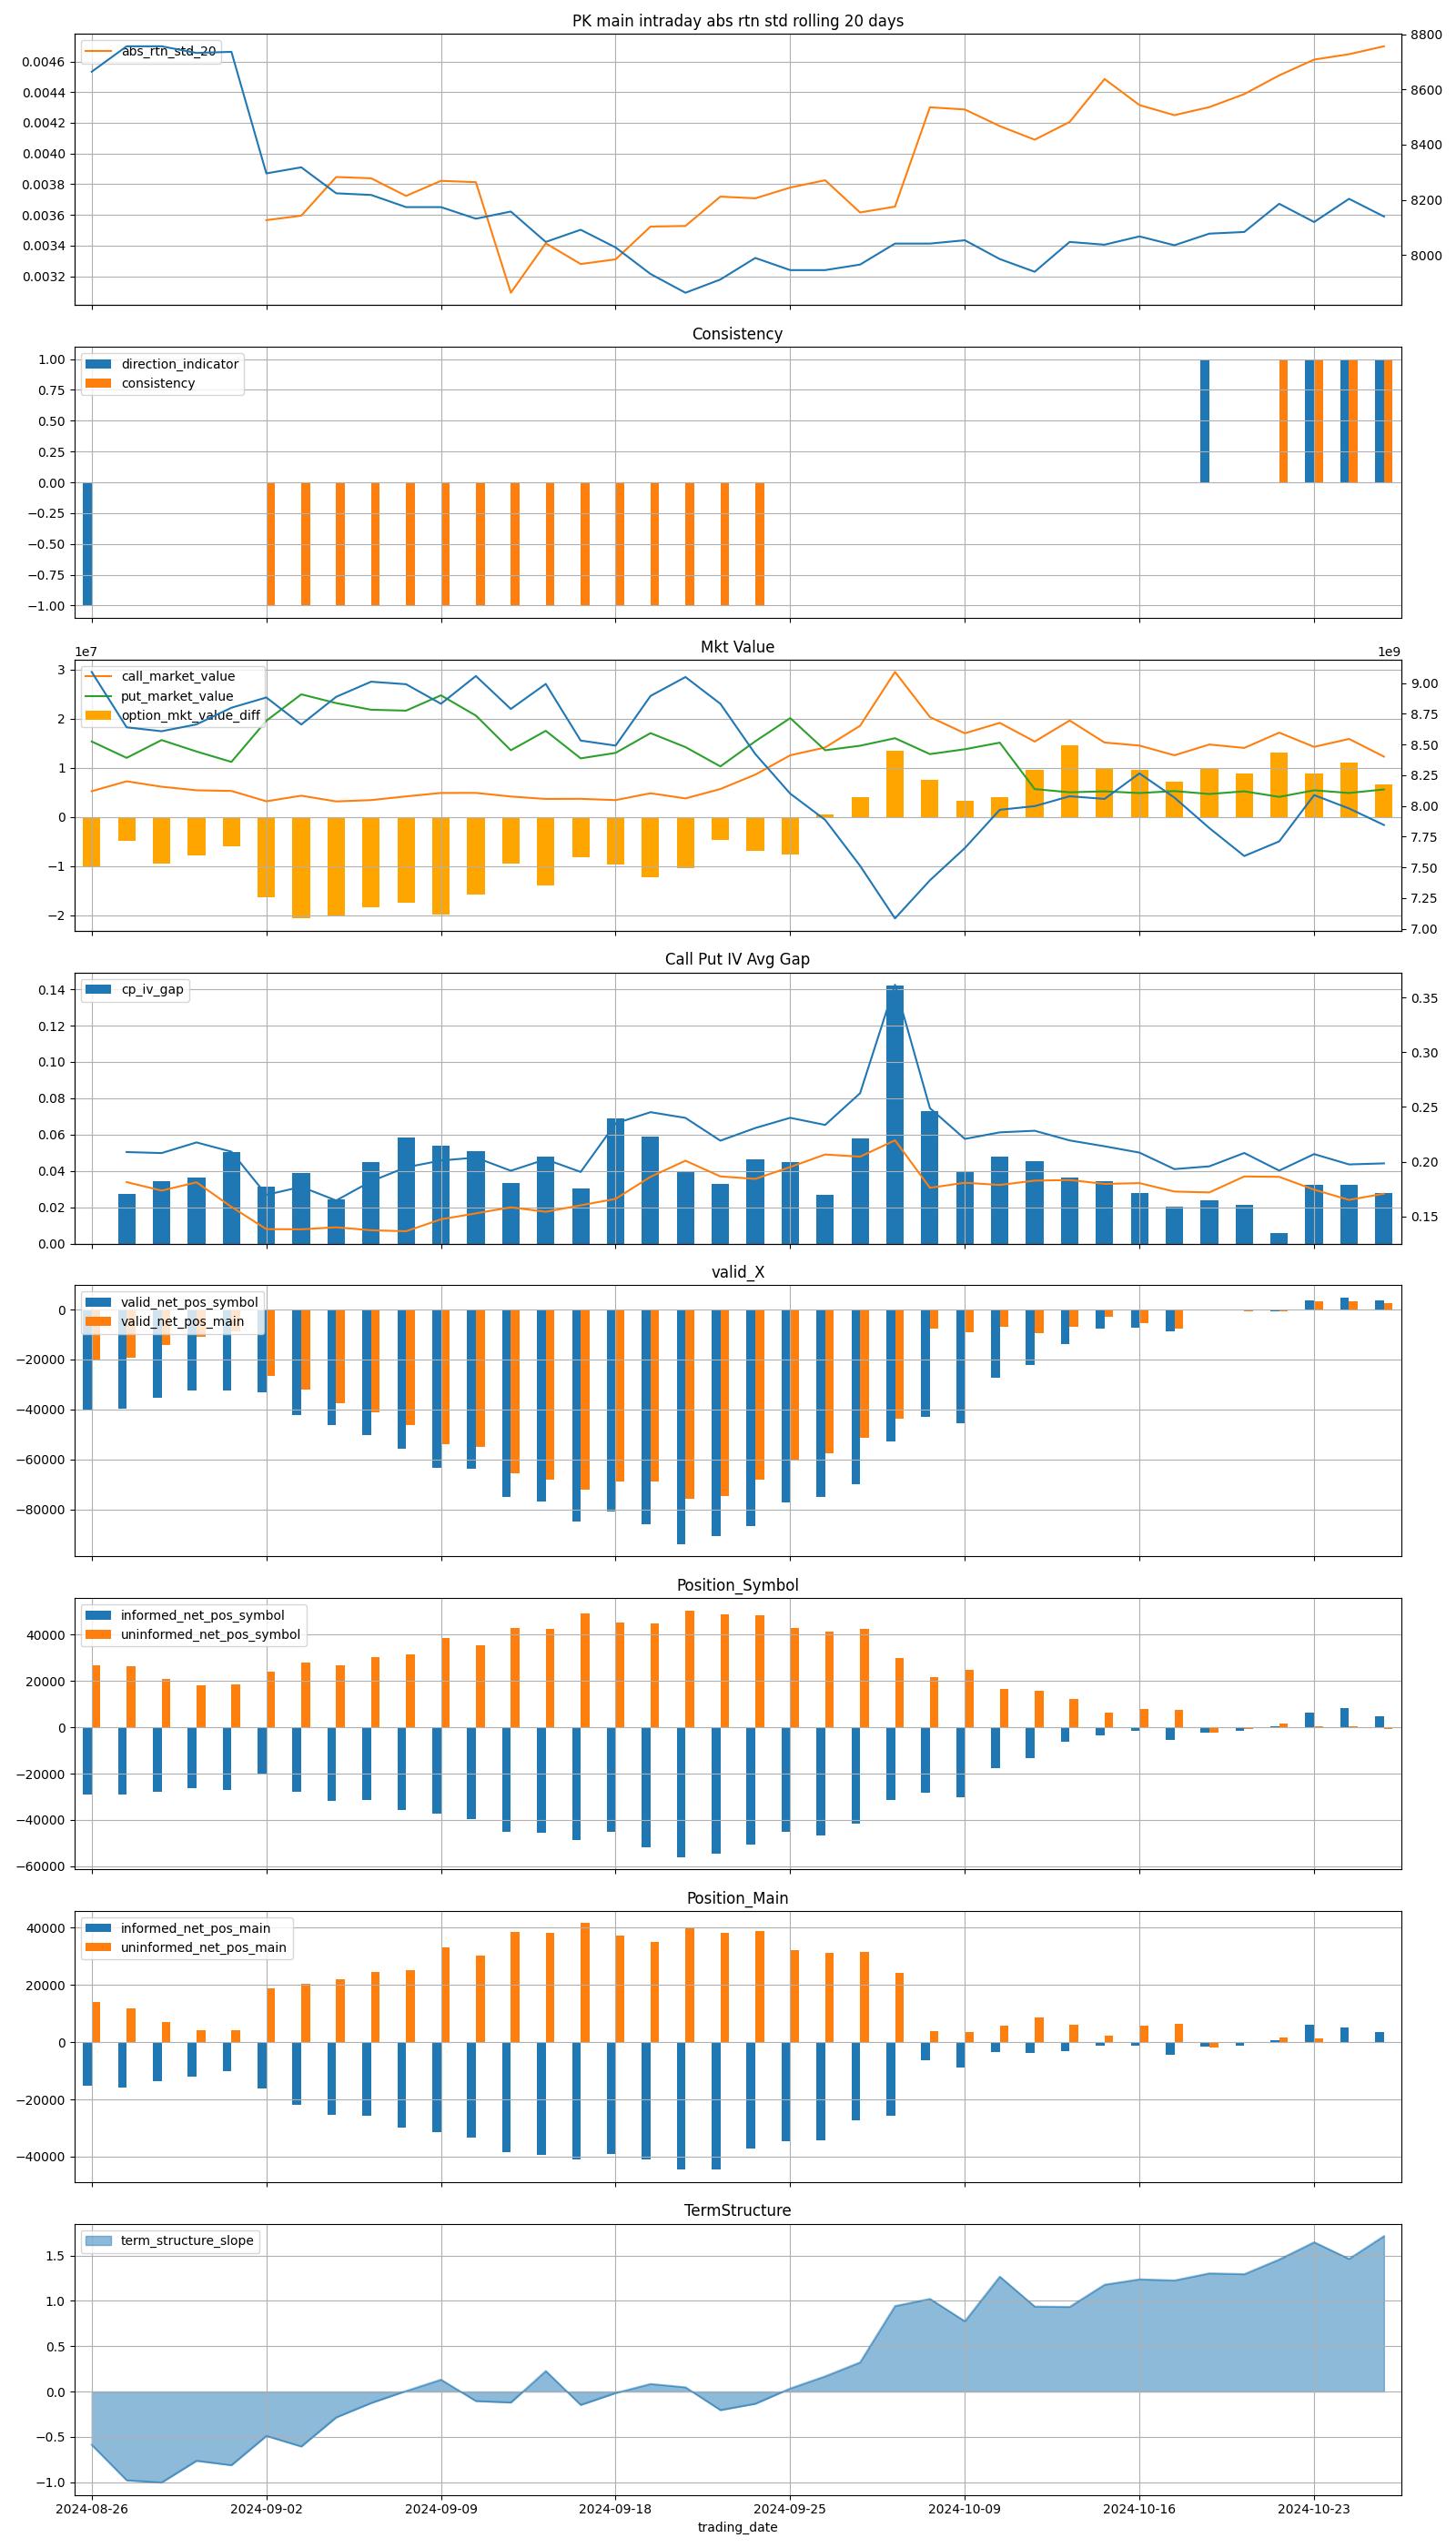 PK main intraday abs rtn std rolling 20 days
abs_rtn_std_20
0.0046
0.0044
0.0042
0.0040
0.0038
0.0036
0.0034
0.0032
8800
8600
8400
8200
8000
Consistency
direction_indicator
consistency
1.00
0.75
0.50
0.25
0.00
−0.25
−0.50
−0.75
−1.00
Mkt Value
1e7
1e9
call_market_value
put_market_value
option_mkt_value_diff
3
2
1
0
−1
−2
9.00
8.75
8.50
8.25
8.00
7.75
7.50
7.25
7.00
Call Put IV Avg Gap
cp_iv_gap
0.14
0.12
0.10
0.08
0.06
0.04
0.02
0.00
0.35
0.30
0.25
0.20
0.15
valid_X
valid_net_pos_symbol
valid_net_pos_main
0
−20000
−40000
−60000
−80000
Position_Symbol
informed_net_pos_symbol
uninformed_net_pos_symbol
40000
20000
0
−20000
−40000
−60000
Position_Main
informed_net_pos_main
uninformed_net_pos_main
40000
20000
0
−20000
−40000
TermStructure
term_structure_slope
1.5
1.0
0.5
0.0
−0.5
−1.0
2024-08-26 2024-09-02 2024-09-09 2024-09-18 2024-09-25 2024-10-09 2024-10-16 2024-10-23
trading_date